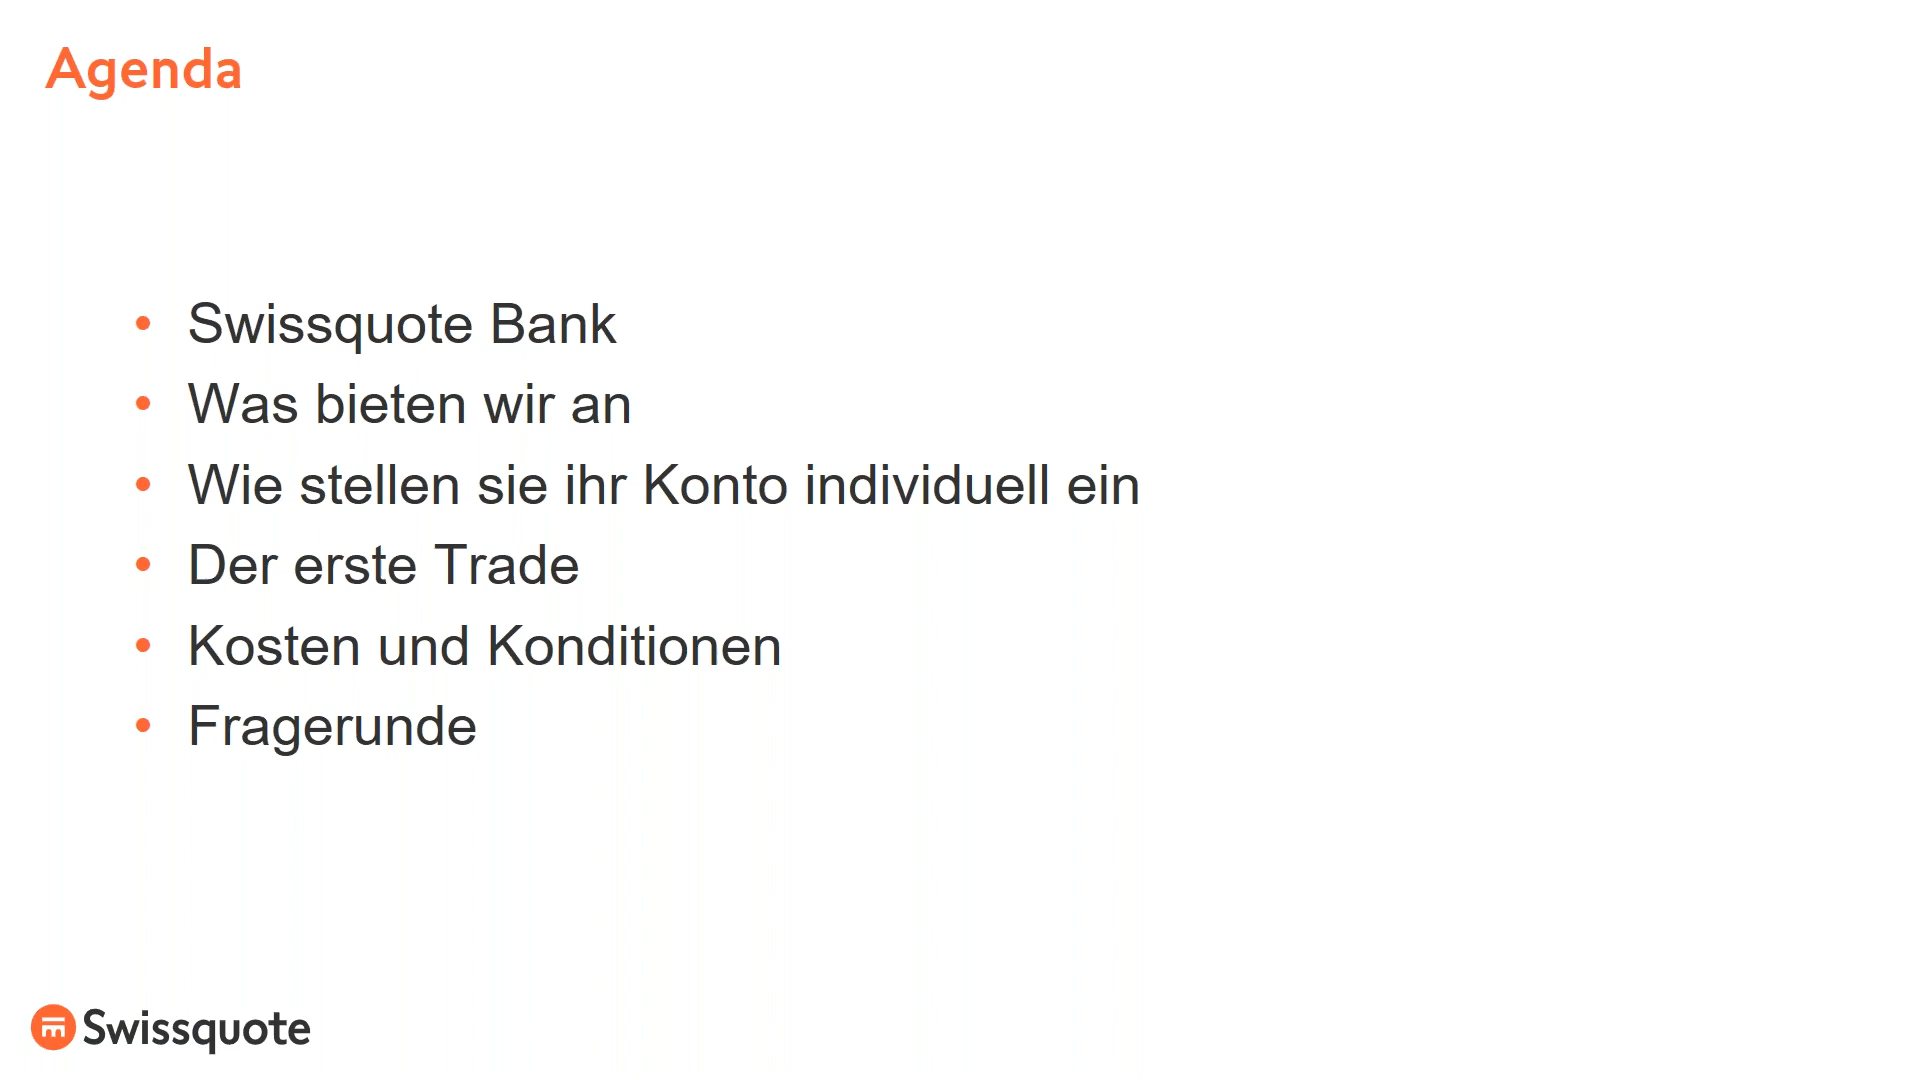 Agenda
• Swissquote Bank
• Was bieten wir an
• Wie stellen sie ihr Konto individuell ein
• Der erste Trade
• Kosten und Konditionen
• Fragerunde
Swissquote